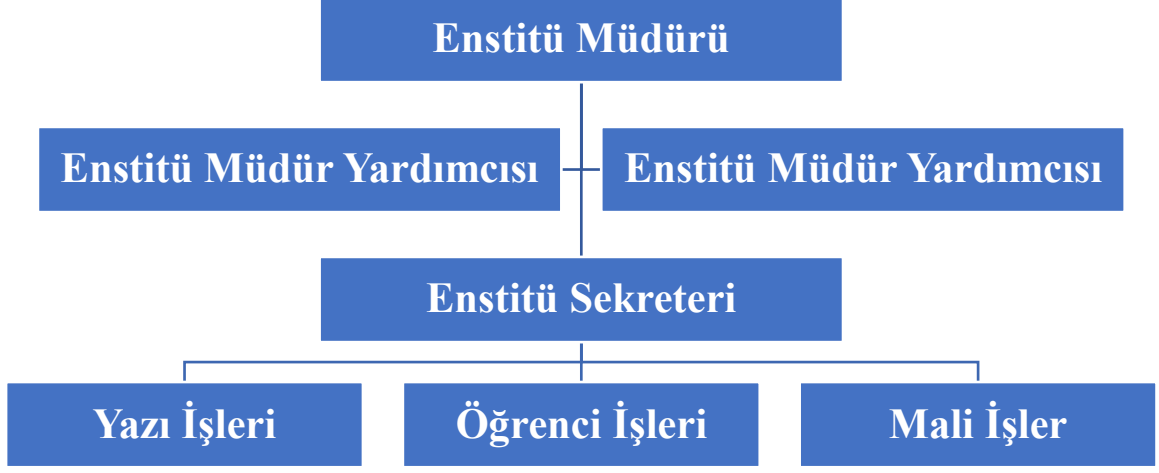 Enstitü Müdürü
Enstitü Müdür Yardımcısı
Enstitü Müdür Yardımcısı
Enstitü Sekreteri
Yazı İşleri
Öğrenci İşleri
Mali İşler